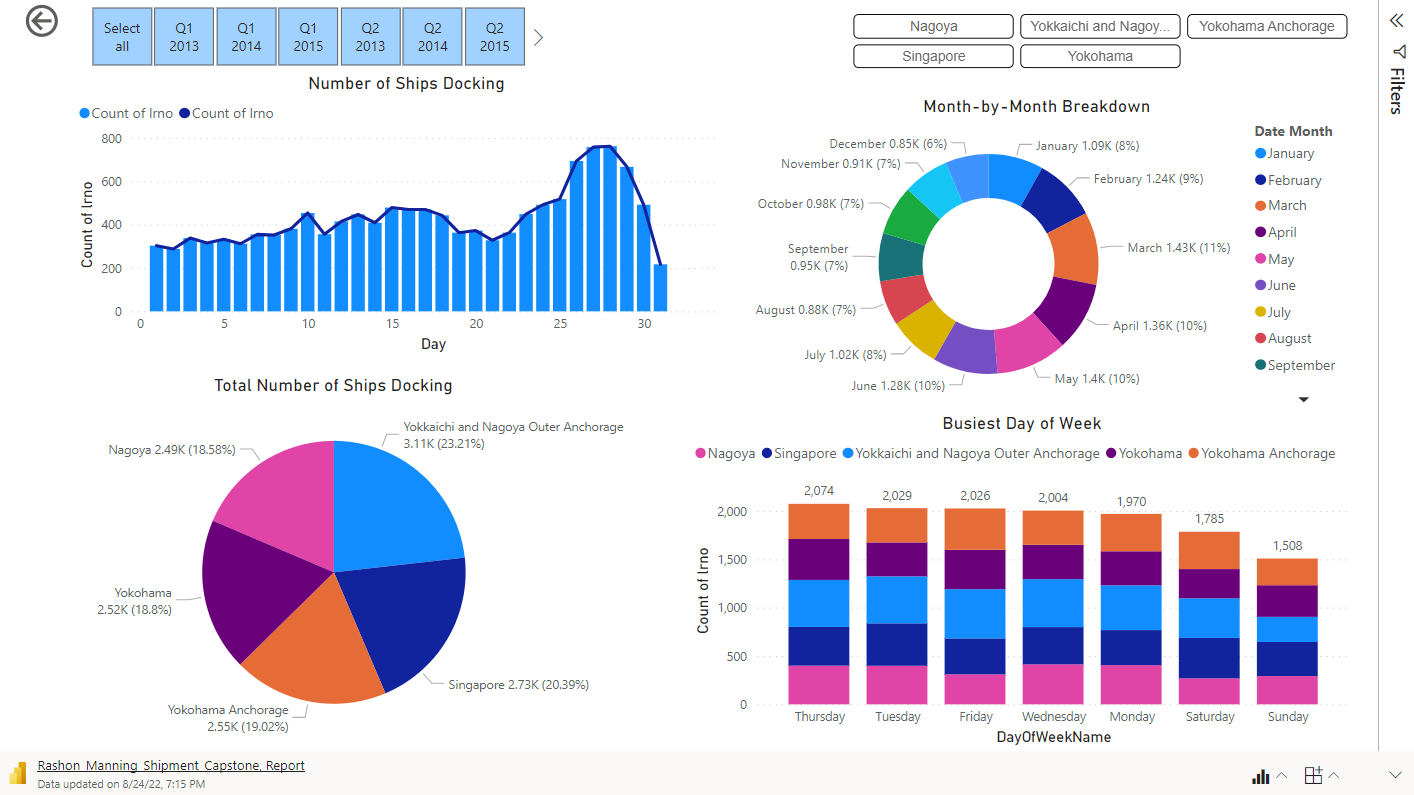 Select all
Q1 2013
Q1 2014
Q1 2015
Q2 2013
Q2 2014
Q2 2015
Nagoya
Yokkaichi and Nagoy...
Yokohama Anchorage
Singapore
Yokohama
Filters
Number of Ships Docking
Count of Irno Count of Irno
Count of Irno
800
600
400
200
0
0 5 10 15 20 25 30
Day
Month-by-Month Breakdown
January 1.09K (8%)
February 1.24K (9%)
March 1.43K (11%)
April 1.36K (10%)
May 1.4K (10%)
June 1.28K (10%)
July 1.02K (8%)
August 0.88K (7%)
September
0.95K (7%)
October 0.98K (7%)
November 0.91K (7%)
December 0.85K (6%)
Date Month
January
February
March
April
May
June
July
August
September
Total Number of Ships Docking
Yokkaichi and Nagoya Outer Anchorage
3.11K (23.21%)
Singapore 2.73K (20.39%)
Yokohama Anchorage
2.55K (19.02%)
Yokohama
2.52K (18.8%)
Nagoya 2.49K (18.58%)
Busiest Day of Week
Nagoya Singapore Yokkaichi and Nagoya Outer Anchorage Yokohama Yokohama Anchorage
Count of Irno
2,000
1,500
1,000
500
0
2,074 2,029 2,026 2,004 1,970 1,785 1,508
Thursday Tuesday Friday Wednesday Monday Saturday Sunday
DayOfWeekName
Rashon_Manning_Shipment_Capstone, Report
Data updated on 8/24/22, 7:15 PM